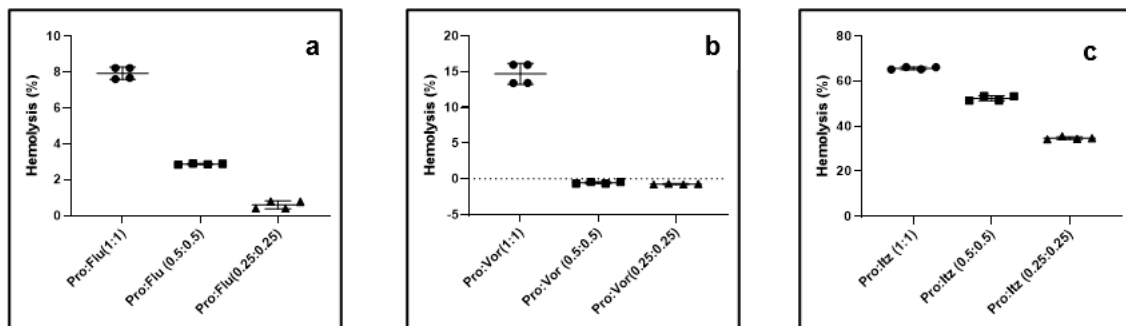 a
Hemolysis (%)
10
8
6
4
2
0
Pro:Flu(1:1)
Pro:Flu (0.5:0.5)
Pro:Flu(0.25:0.25)
b
Hemolysis (%)
20
15
10
5
0
-5
Pro:Vor(1:1)
Pro:Vor (0.5:0.5)
Pro:Vor(0.25:0.25)
c
Hemolysis (%)
80
60
40
20
0
Pro:Itz (1:1)
Pro:Itz (0.5:0.5)
Pro:Itz (0.25:0.25)